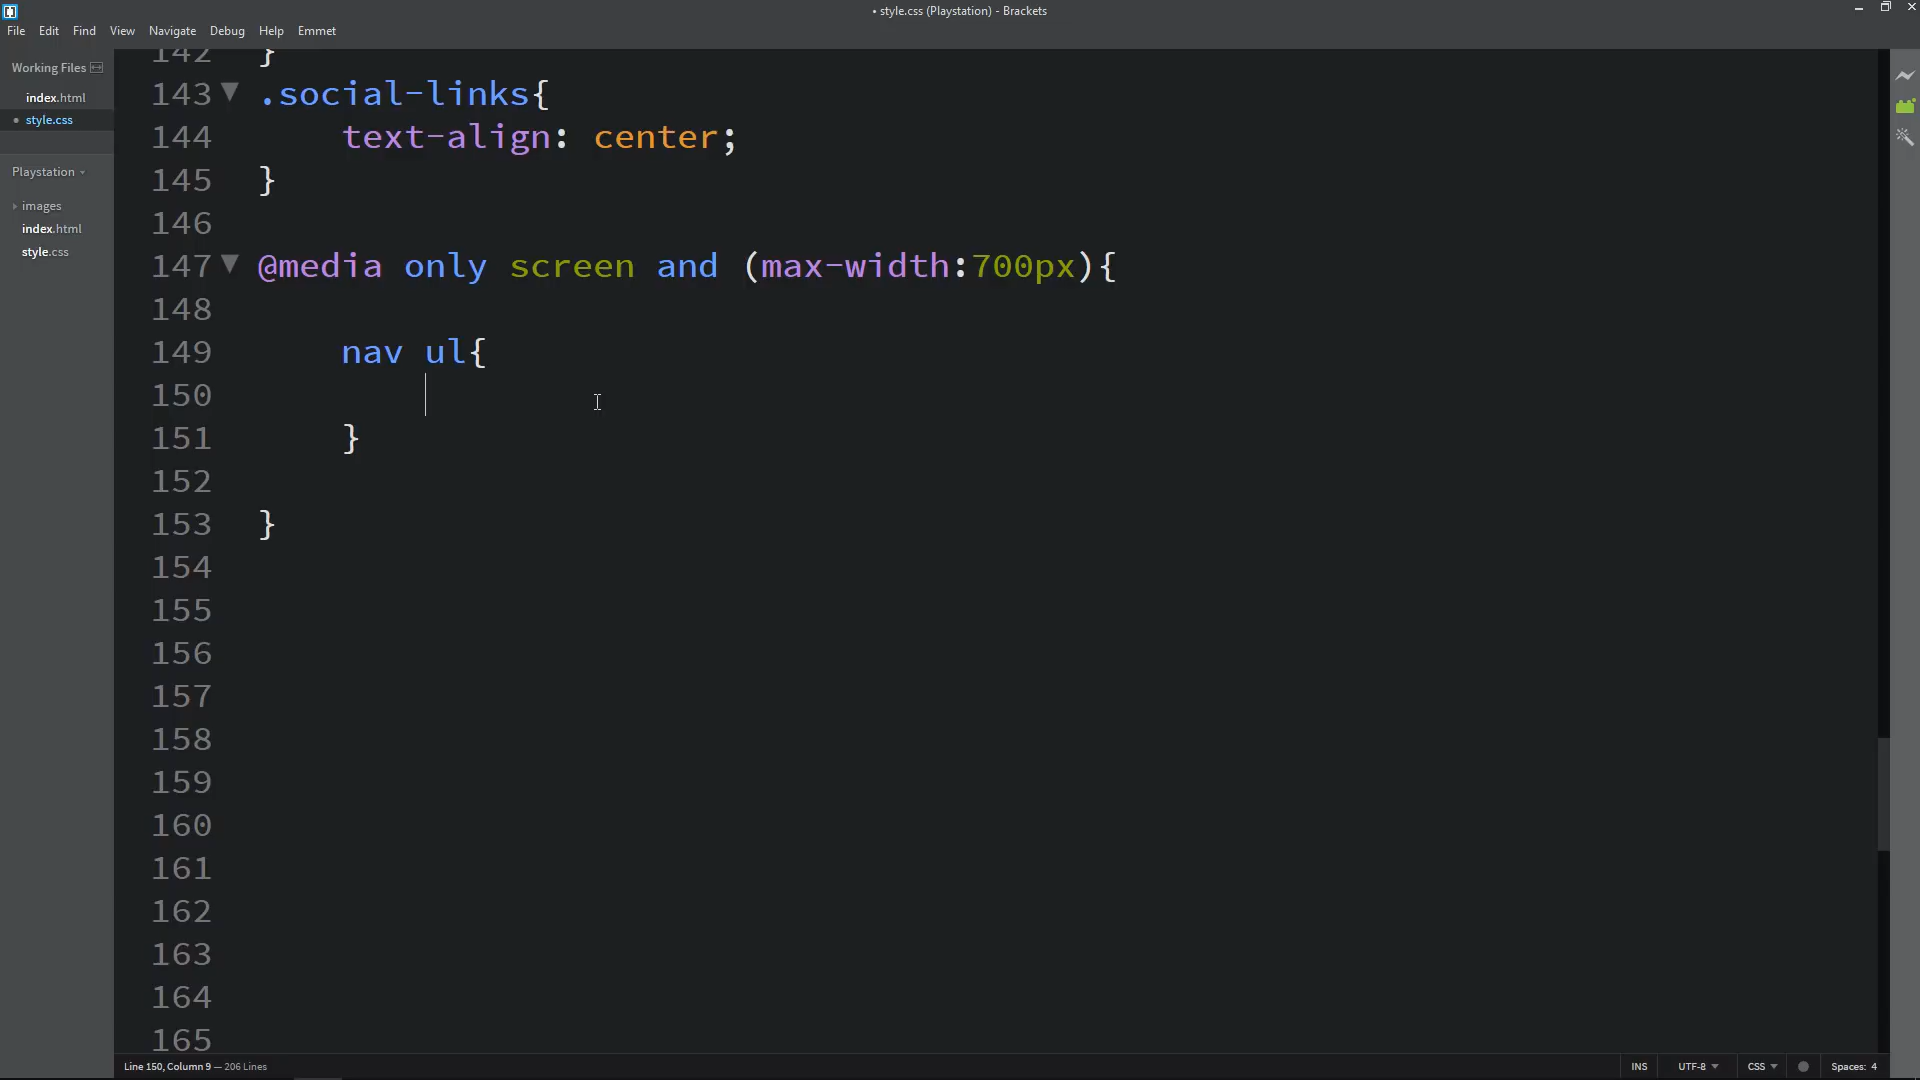 • style.css (Playstation) - Brackets
File Edit Find View Navigate Debug Help Emmet
Working Files
index.html
• style.css
Playstation
images
index.html
style.css
142 }
143 .social-links{
144 text-align: center;
145 }
146
147 @media only screen and (max-width:700px){
148
149 nav ul{
150
151 }
152
153 }
154
155
156
157
158
159
160
161
162
163
164
165
Line 150, Column 9 — 206 Lines
INS UTF-8 CSS Spaces: 4